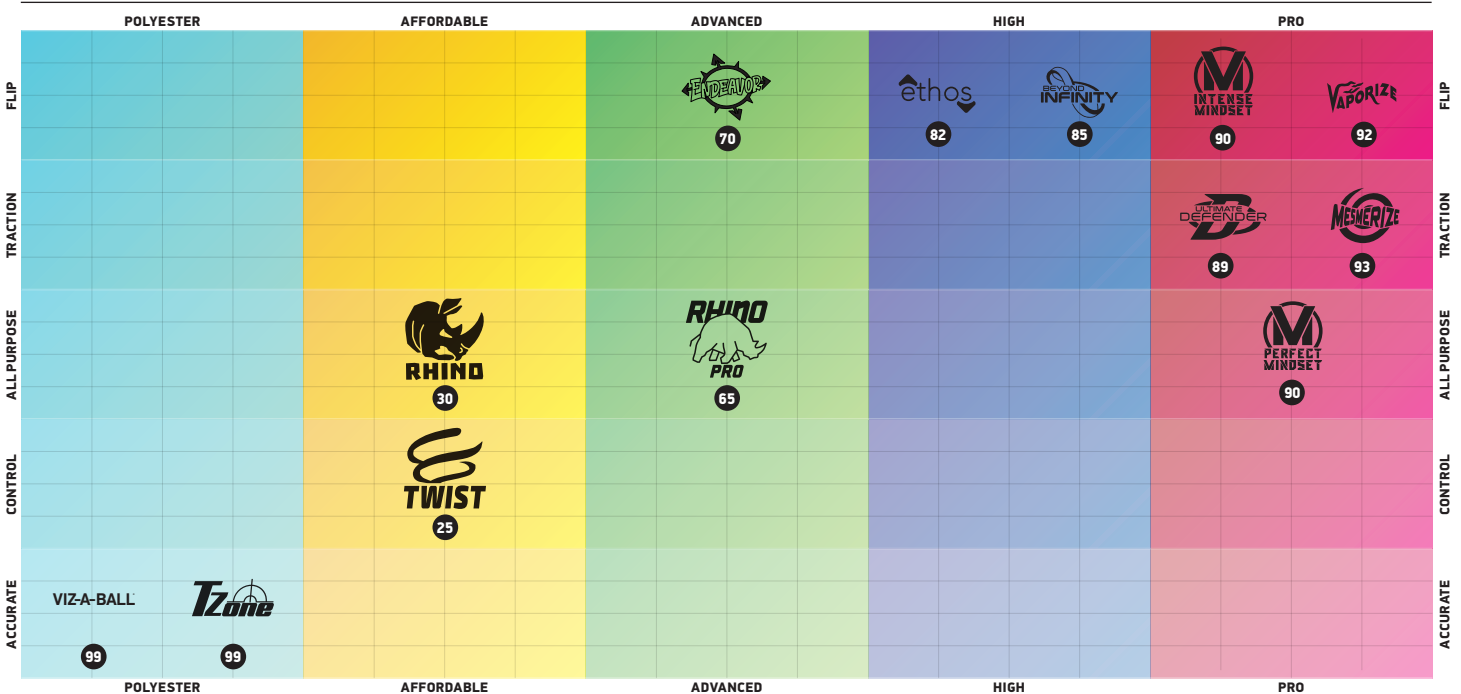 POLYESTER AFFORDABLE ADVANCED HIGH PRO
FLIP
ENDEAVOR
70
ethos
82
BEYOND
INFINITY
85
M
INTENSE
MINDSET
90
VAPORIZE
92
FLIP
TRACTION
D
ULTIMATE
DEFENDER
89
MESMERIZE
93
TRACTION
ALL PURPOSE
RHINO
30
RHINO
PRO
65
M
PERFECT
MINDSET
90
ALL PURPOSE
CONTROL
TWIST
25
CONTROL
ACCURATE
VIZ-A-BALL
99
TZone
99
ACCURATE
POLYESTER AFFORDABLE ADVANCED HIGH PRO